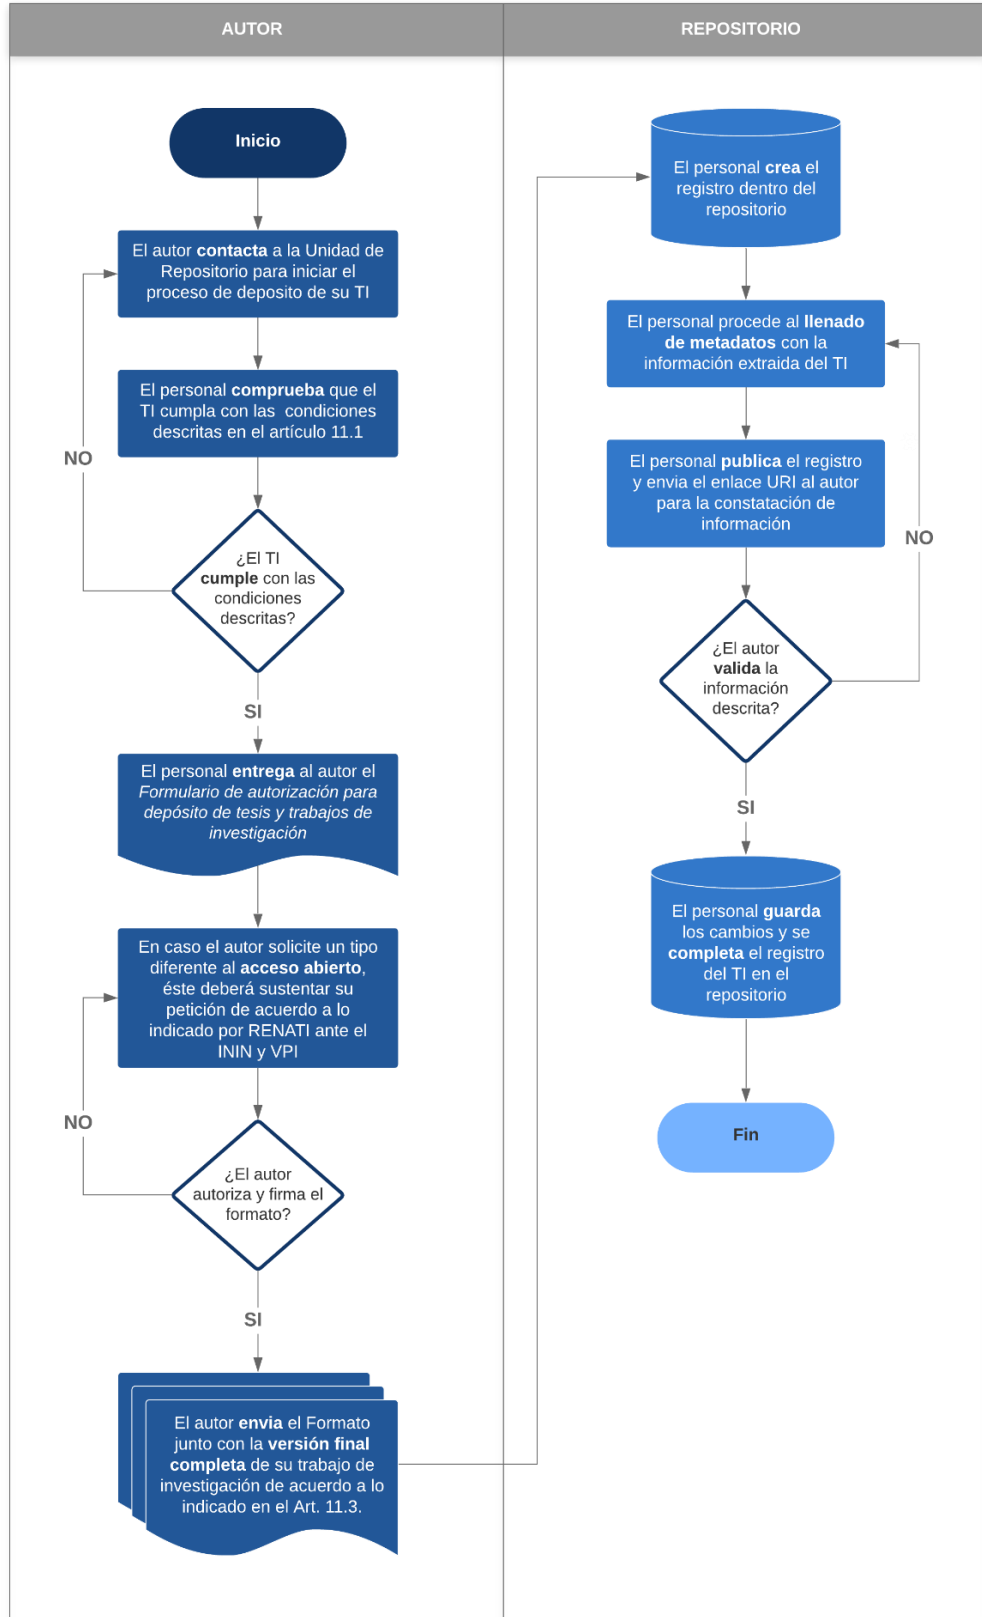 AUTOR
Inicio
El autor contacta a la Unidad de
Repositorio para iniciar el
proceso de deposito de su TI
El personal comprueba que el
TI cumpla con las condiciones
descritas en el artículo 11.1
NO
¿El TI
cumple con las
condiciones
descritas?
SI
El personal entrega al autor el
Formulario de autorización para
depósito de tesis y trabajos de
investigación
En caso el autor solicite un tipo
diferente al acceso abierto,
éste deberá sustentar su
petición de acuerdo a lo
indicado por RENATI ante el
ININ y VPI
NO
¿El autor
autoriza y firma el
formato?
SI
El autor envia el Formato
junto con la versión final
completa de su trabajo de
investigación de acuerdo a lo
indicado en el Art. 11.3.
REPOSITORIO
El personal crea el
registro dentro del
repositorio
El personal procede al llenado
de metadatos con la
información extraida del TI
El personal publica el registro
y envia el enlace URI al autor
para la constatación de
información
NO
¿El autor
valida la
información
descrita?
SI
El personal guarda
los cambios y se
completa el registro
del TI en el
repositorio
Fin